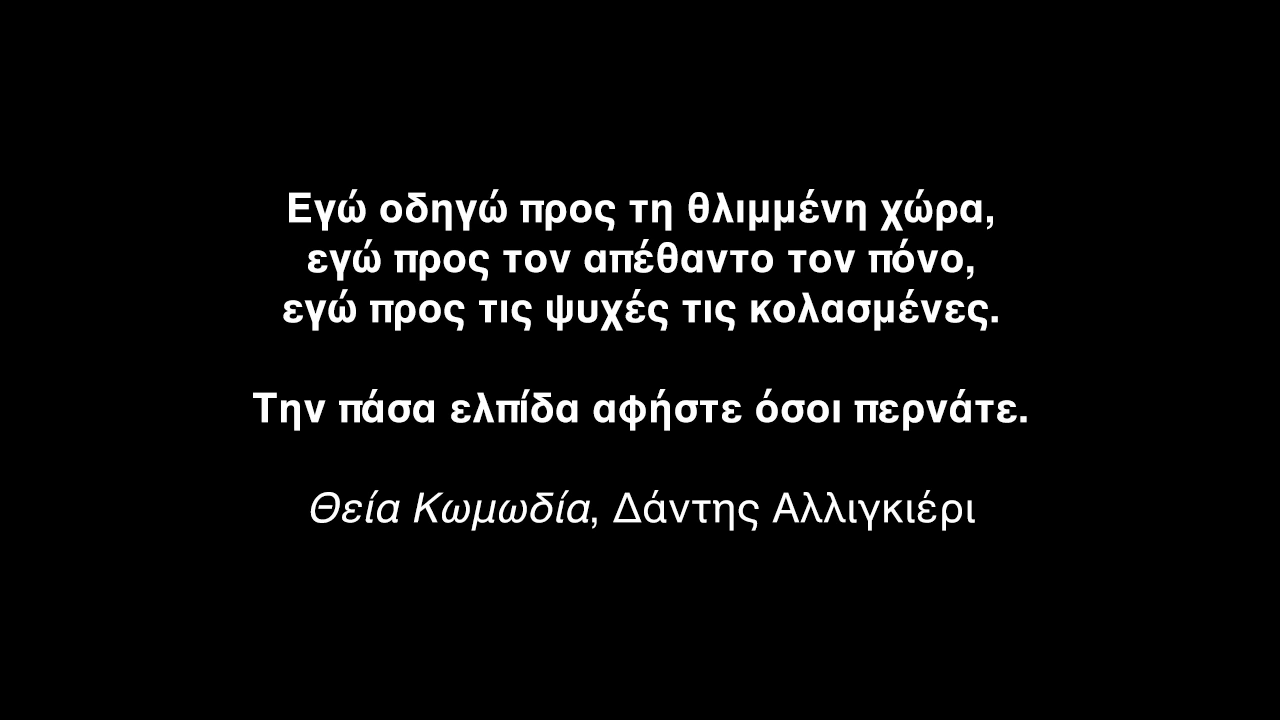 Εγώ οδηγώ προς τη θλιμμένη χώρα,
εγώ προς τον απέθαντο τον πόνο,
εγώ προς τις ψυχές τις κολασμένες.
Την πάσα ελπίδα αφήστε όσοι περνάτε.
Θεία Κωμωδία, Δάντης Αλλιγκιέρι